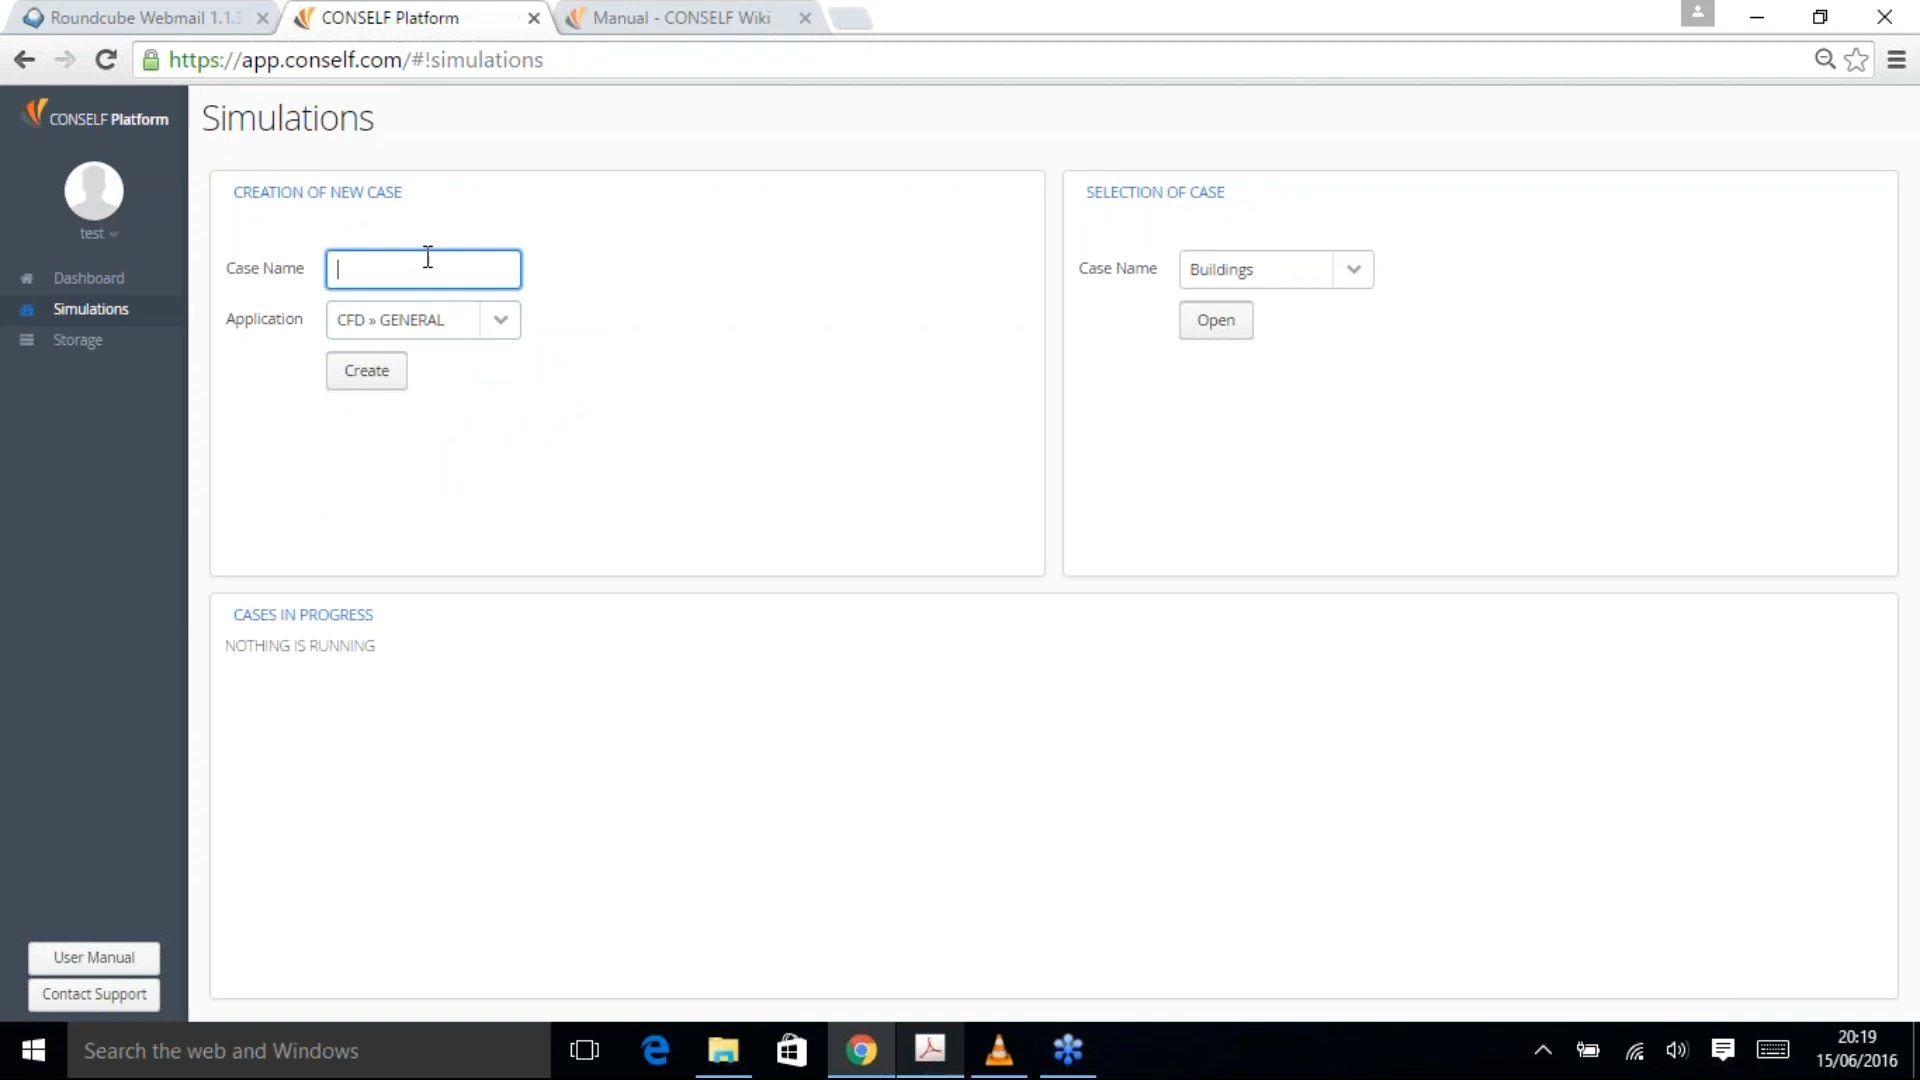 Roundcube Webmail 1.1.3
CONSELF Platform
Manual - CONSELF Wiki
https://app.conself.com/#!simulations
CONSELF Platform
test
Dashboard
Simulations
Storage
User Manual
Contact Support
Simulations
CREATION OF NEW CASE
Case Name
Application
CFD » GENERAL
Create
SELECTION OF CASE
Case Name
Buildings
Open
CASES IN PROGRESS
NOTHING IS RUNNING
Search the web and Windows
20:19
15/06/2016